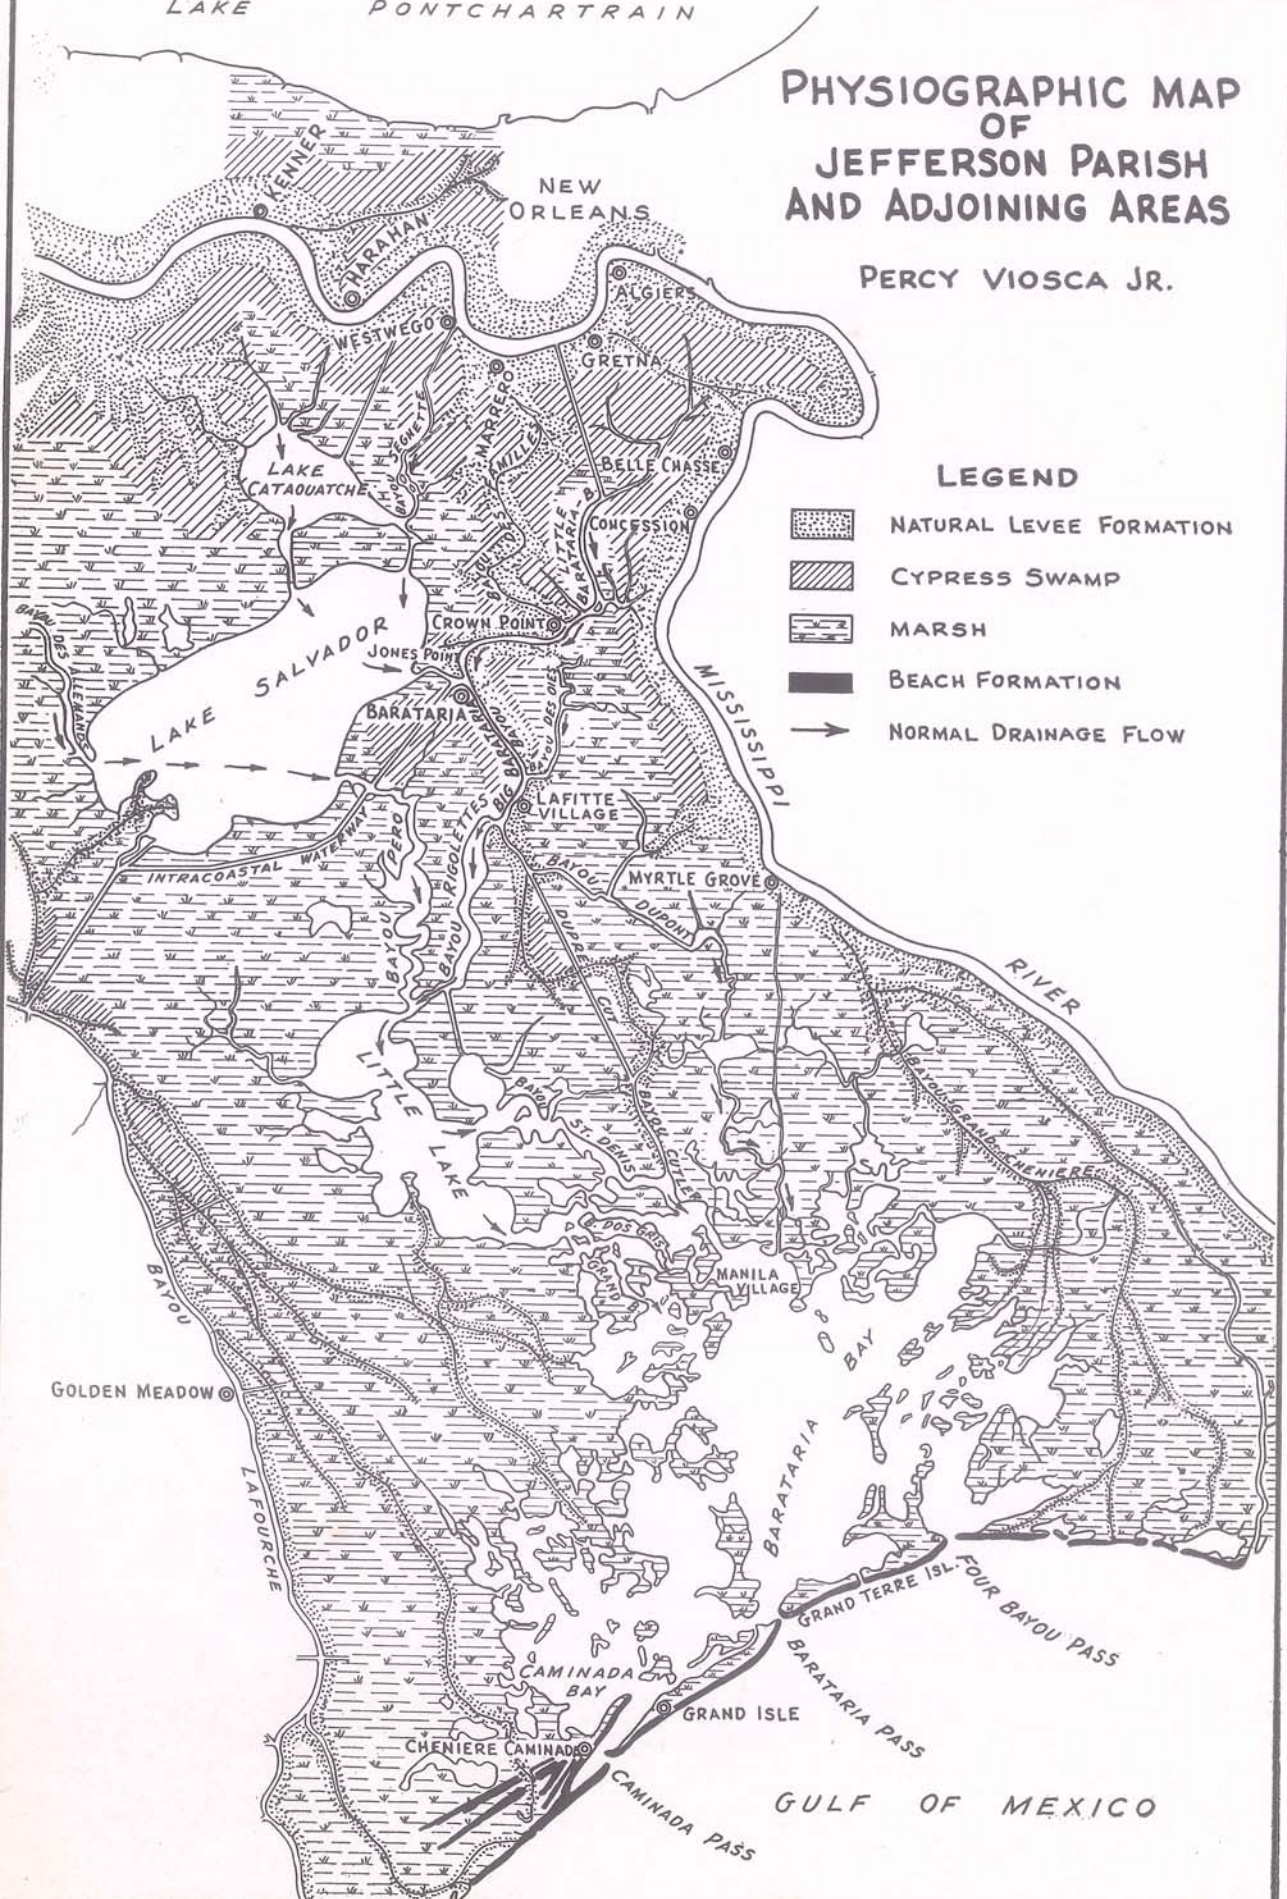 LAKE PONTCHARTRAIN
PHYSIOGRAPHIC MAP
OF
JEFFERSON PARISH
AND ADJOINING AREAS
PERCY VIOSCA JR.
KENNER
HARAHAN
NEW
ORLEANS
ALGIERS
WESTWEGO
GRETNA
MARRERO
BAYOU SEGNETTE
BELLE CHASSE
LAKE
CATAOUATCHE
BAYOU DES FAMILLES
LITTLE
BARATARIA B.
CONCESSION
LEGEND
NATURAL LEVEE FORMATION
CYPRESS SWAMP
MARSH
BEACH FORMATION
NORMAL DRAINAGE FLOW
BAYOU DES ALLEMANDS
CROWN POINT
JONES POINT
LAKE SALVADOR
BARATARIA
BIG BARATARIA BAYOU
BAYOU DES OIES
MISSISSIPPI
RIVER
LAFITTE
VILLAGE
INTRACOASTAL WATERWAY
BAYOU PERO
BAYOU RIGOLETTES
BAYOU
DUPONT
MYRTLE GROVE
DUPRE
CUT
LITTLE
LAKE
BAYOU
ST. DENIS
BAYOU CUTLER
BAYOU GRAND CHENIERE
B. DOS GRIS
GRAND B.
MANILA
VILLAGE
BAYOU
LAFOURCHE
GOLDEN MEADOW
BARATARIA BAY
GRAND TERRE ISL.
FOUR BAYOU PASS
BARATARIA PASS
CAMINADA
BAY
GRAND ISLE
CHENIERE CAMINADA
CAMINADA PASS
GULF OF MEXICO